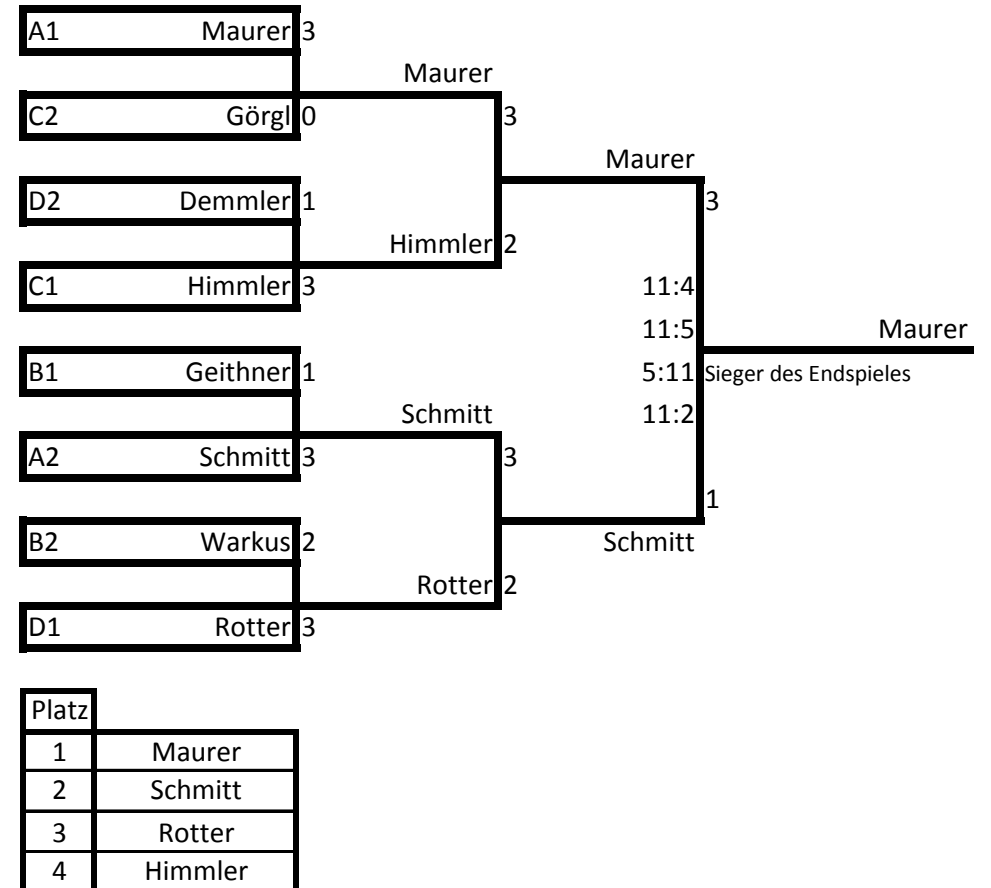 A1 Maurer 3
Maurer
C2 Görgl 0 3
Maurer
D2 Demmler 1 3
Himmler 2
C1 Himmler 3 11:4
11:5 Maurer
B1 Geithner 1 5:11 Sieger des Endspieles
Schmitt 11:2
A2 Schmitt 3 3
1
B2 Warkus 2 Schmitt
Rotter 2
D1 Rotter 3
Platz
1 Maurer
2 Schmitt
3 Rotter
4 Himmler